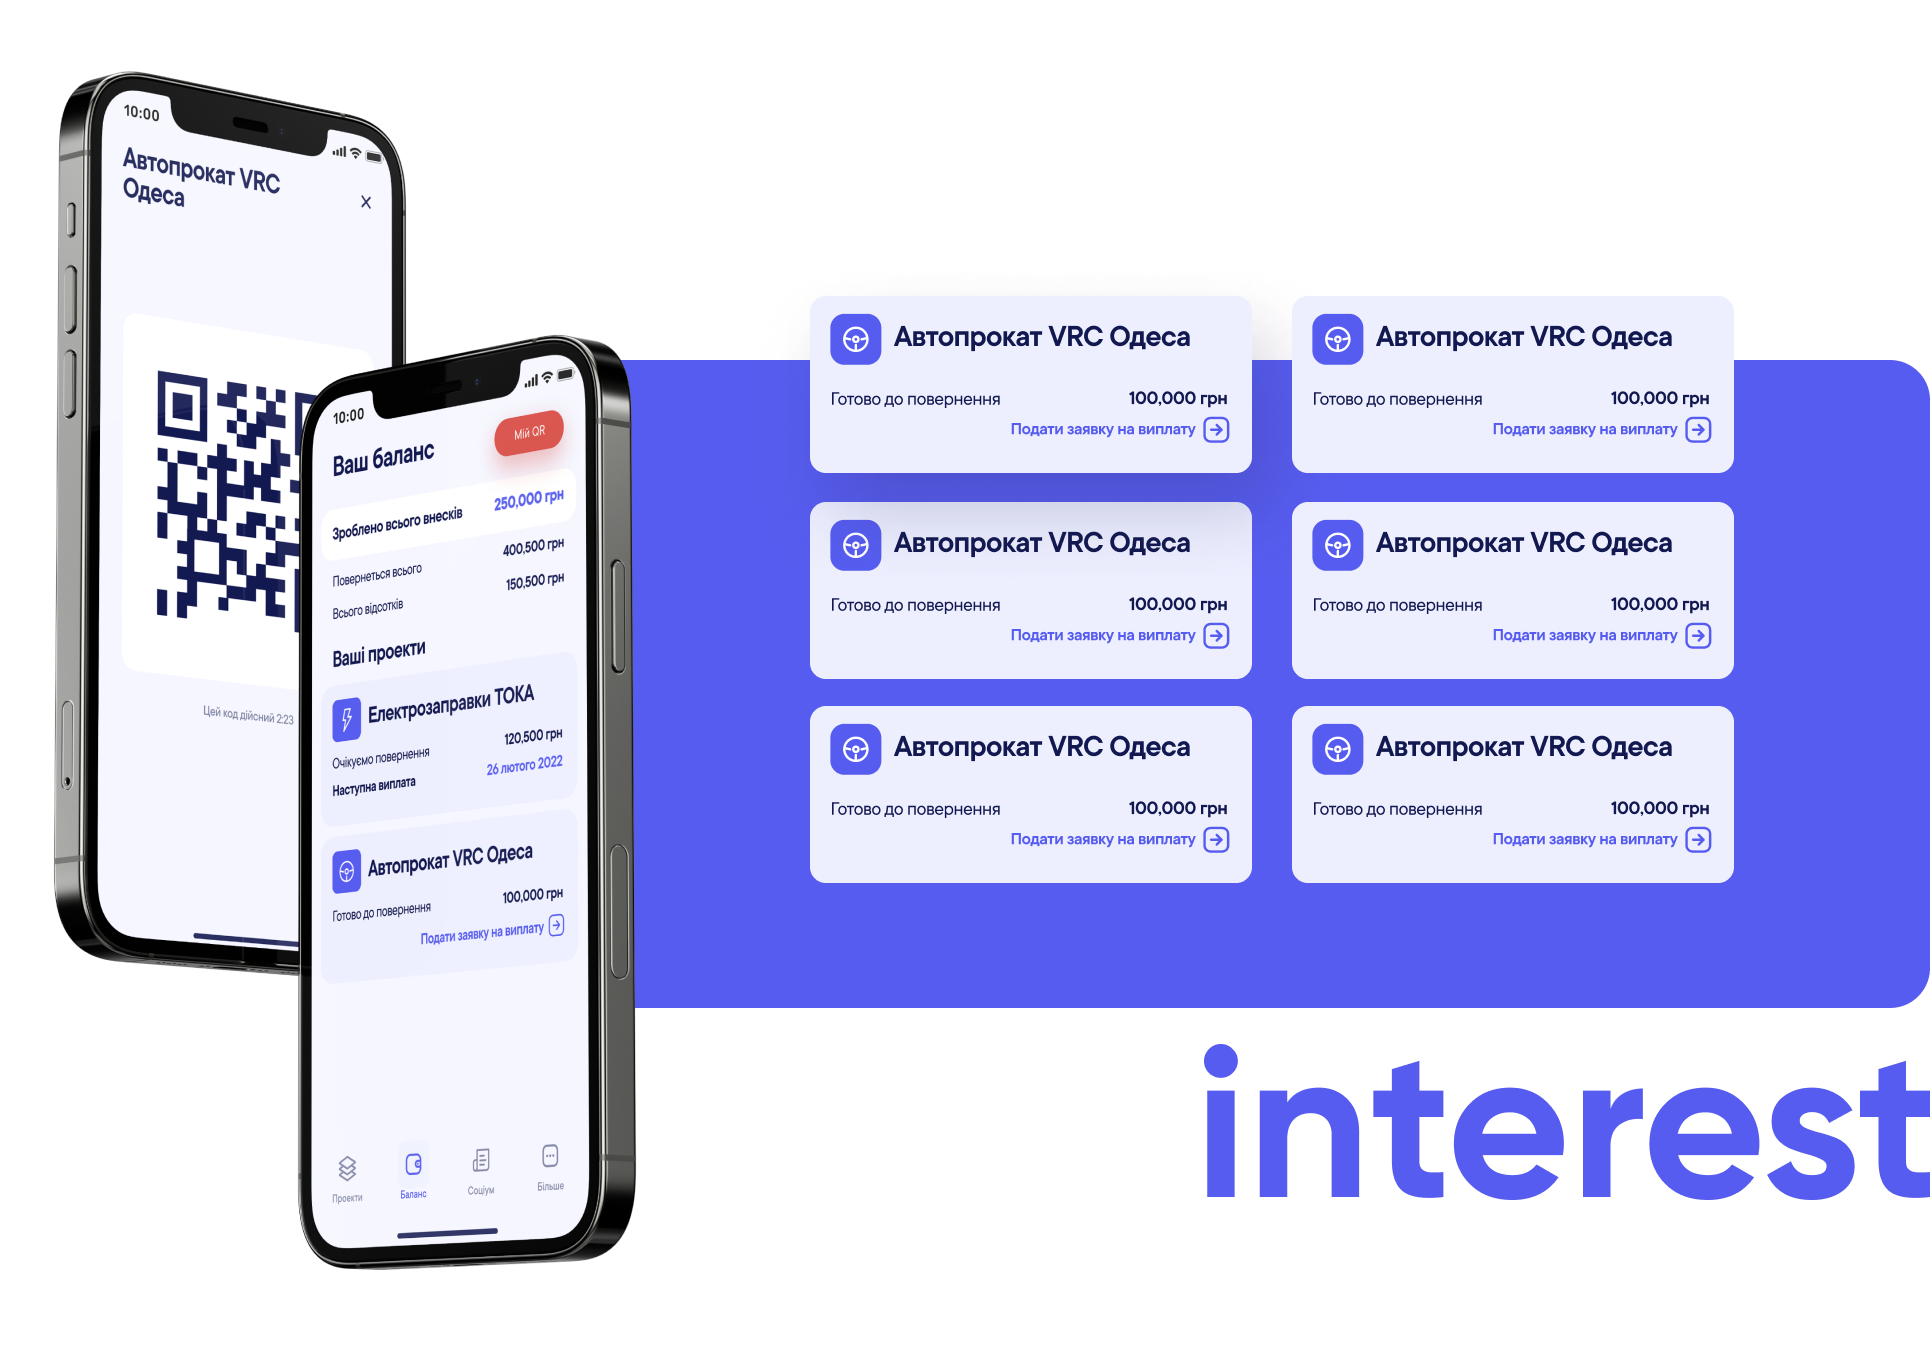 10:00
Автопрокат VRC
Одеса
Цей код дійсний 2:23
10:00
Мій QR
Ваш баланс
Зроблено всього внесків 250,000 грн
Повернеться всього 400,500 грн
Всього відсотків 150,500 грн
Ваші проекти
Електрозаправки ТОКА
Очікуємо повернення 120,500 грн
Наступна виплата 26 лютого 2022
Автопрокат VRC Одеса
Готово до повернення 100,000 грн
Подати заявку на виплату
Проекти Баланс Соціум Більше
Автопрокат VRC Одеса
Готово до повернення 100,000 грн
Подати заявку на виплату
Автопрокат VRC Одеса
Готово до повернення 100,000 грн
Подати заявку на виплату
Автопрокат VRC Одеса
Готово до повернення 100,000 грн
Подати заявку на виплату
Автопрокат VRC Одеса
Готово до повернення 100,000 грн
Подати заявку на виплату
Автопрокат VRC Одеса
Готово до повернення 100,000 грн
Подати заявку на виплату
Автопрокат VRC Одеса
Готово до повернення 100,000 грн
Подати заявку на виплату
interest